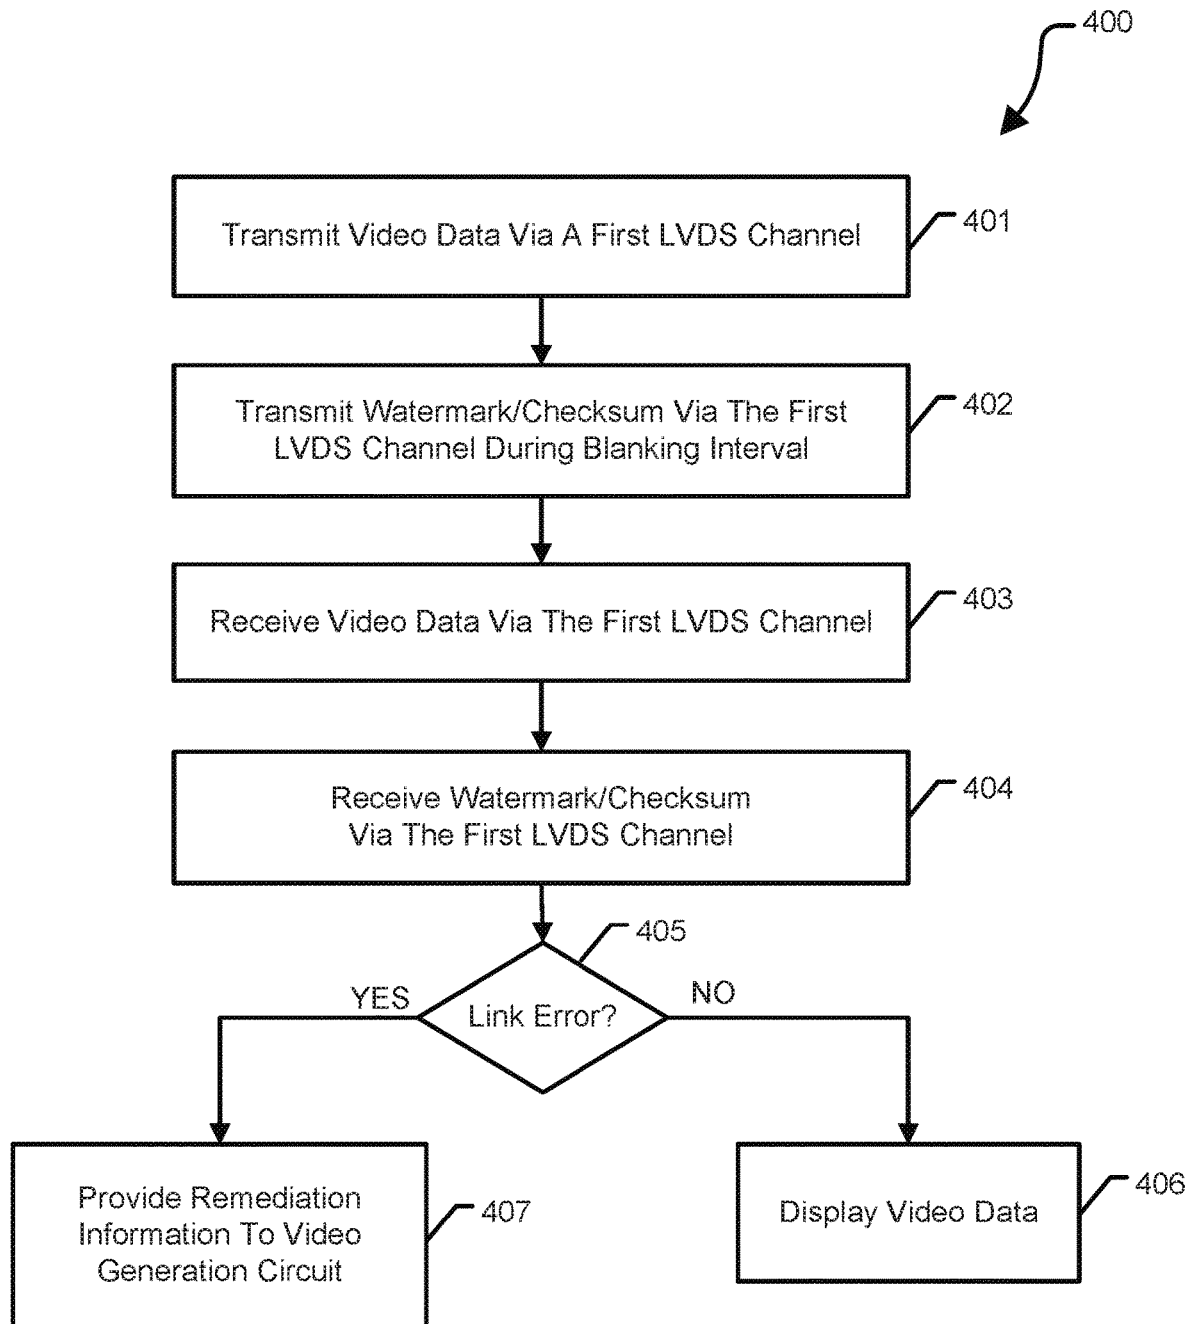 400
Transmit Video Data Via A First LVDS Channel
401
Transmit Watermark/Checksum Via The First
LVDS Channel During Blanking Interval
402
Receive Video Data Via The First LVDS Channel
403
Receive Watermark/Checksum
Via The First LVDS Channel
404
405
YES
Link Error?
NO
Provide Remediation
Information To Video
Generation Circuit
407
Display Video Data
406